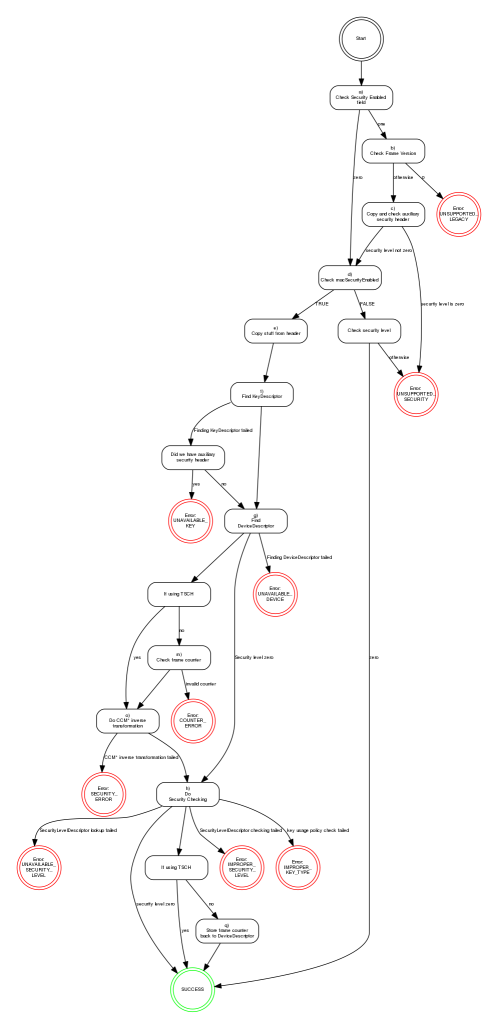 Start
a)
Check Security Enabled
field
one
b)
Check Frame Version
zero
otherwise
0
c)
Copy and check auxiliary
security header
Error:
UNSUPPORTED_
LEGACY
security level not zero
d)
Check macSecurityEnabled
TRUE
FALSE
security level is zero
e)
Copy stuff from header
Check security level
otherwise
f)
Find KeyDescriptor
Error:
UNSUPPORTED_
SECURITY
Finding KeyDescriptor failed
Did we have auxiliary
security header
yes
no
Error:
UNAVAILABLE_
KEY
g)
Find
DeviceDescriptor
Finding DeviceDescriptor failed
If using TSCH
Error:
UNAVAILABLE_
DEVICE
no
yes
m)
Check frame counter
Security level zero
zero
invalid counter
o)
Do CCM* inverse
transformation
Error:
COUNTER_
ERROR
CCM* inverse transformation failed
Error:
SECURITY_
ERROR
h)
Do
Security Checking
SecurityLevelDescriptor lookup failed
SecurityLevelDescriptor checking failed
key usage policy check failed
Error:
UNAVAILABLE_
SECURITY_
LEVEL
If using TSCH
Error:
IMPROPER_
SECURITY_
LEVEL
Error:
IMPROPER_
KEY_TYPE
security level zero
yes
no
q)
Store frame counter
back to DeviceDescriptor
SUCCESS